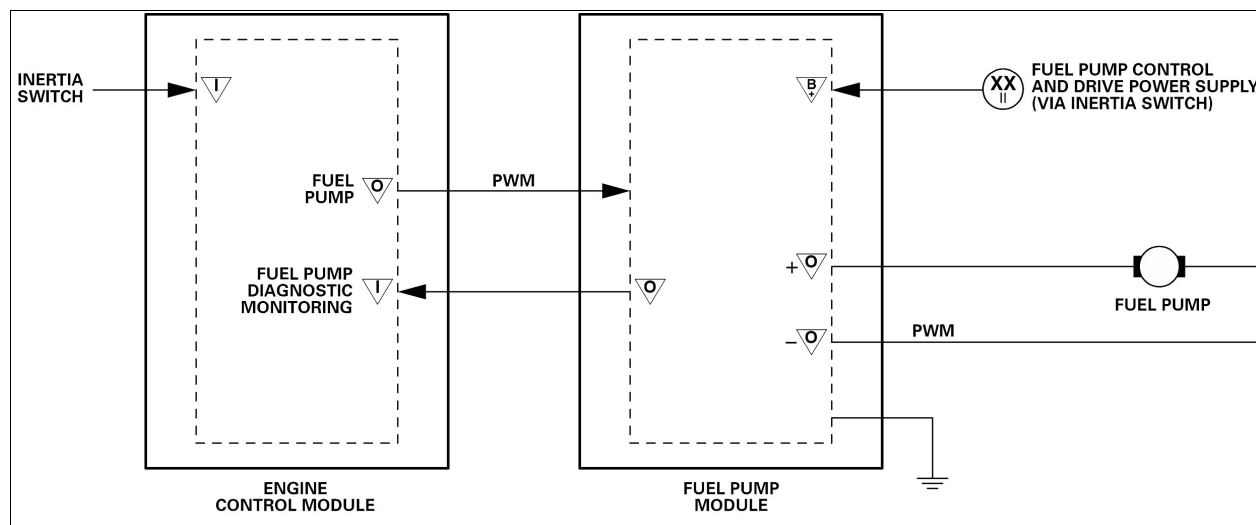 INERTIA
SWITCH
I
FUEL
PUMP
O
PWM
FUEL PUMP
DIAGNOSTIC
MONITORING
I
O
B
+
XX
II
FUEL PUMP CONTROL
AND DRIVE POWER SUPPLY
(VIA INERTIA SWITCH)
+
O
FUEL PUMP
–
O
PWM
ENGINE
CONTROL MODULE
FUEL PUMP
MODULE